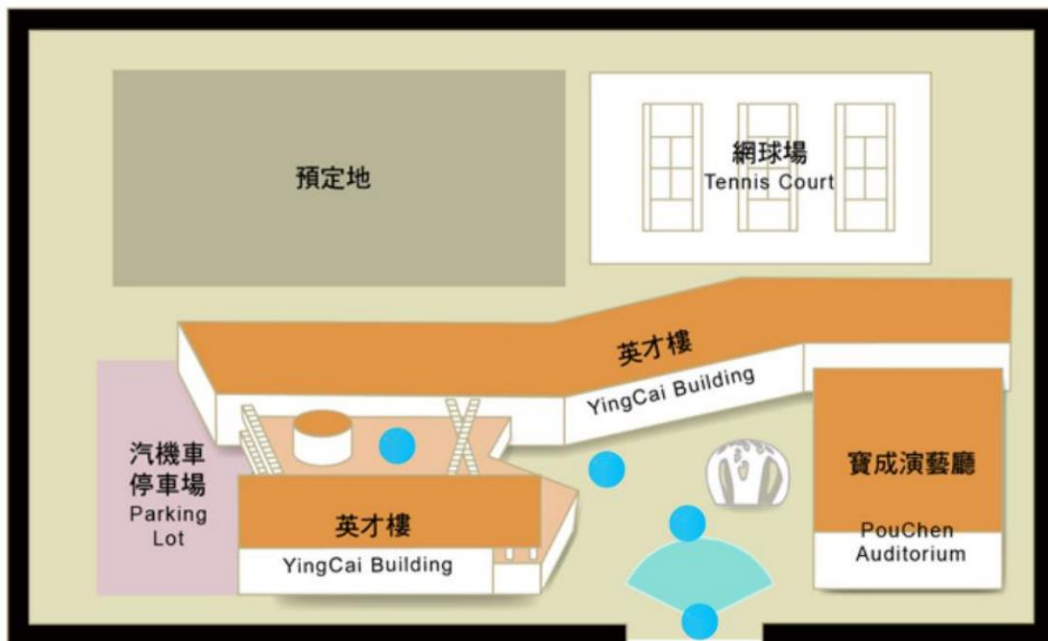 預定地
網球場
Tennis Court
英才樓
YingCai Building
汽機車
停車場
Parking
Lot
英才樓
YingCai Building
寶成演藝廳
PouChen
Auditorium